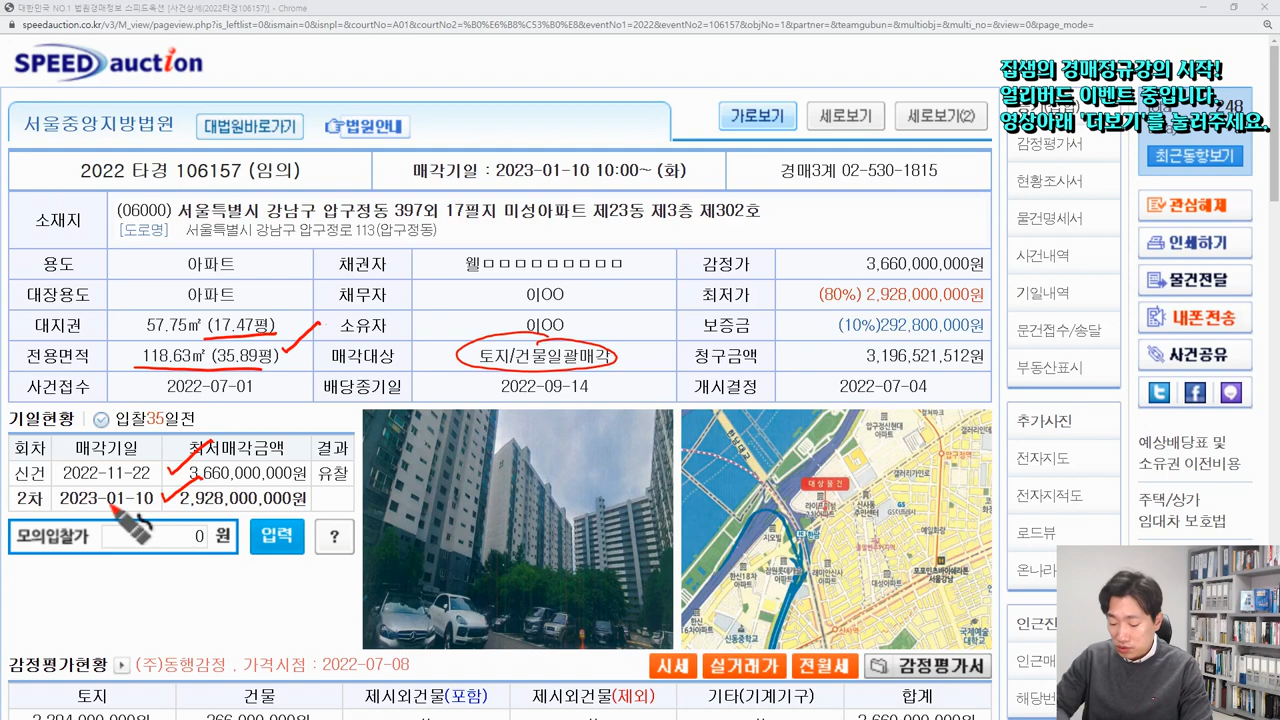 대한민국 NO.1 법원경매정보 스피드옥션 [사건상세(2022타경106157)] - Chrome
speedauction.co.kr/v3/M_view/pageview.php?is_leftlist=0&ismain=0&isnpl=&courtNo=A01&courtNo2=%B0%E6%B8%C53%B0%E8&eventNo1=2022&eventNo2=106157&objNo=1&partner=&teamgubun=&multiobj=&multi_no=&view=0&page_mode=
SPEED auction
집샘의 경매정규강의 시작!
얼리버드 이벤트 중입니다.
영상아래 '더보기'를 눌러주세요.
서울중앙지방법원 대법원바로가기 법원안내 가로보기 세로보기 세로보기(2)
최근동향보기
2022 타경 106157 (임의) 매각기일 : 2023-01-10 10:00~ (화) 경매3계 02-530-1815
소재지 (06000) 서울특별시 강남구 압구정동 397외 17필지 미성아파트 제23동 제3층 제302호
[도로명] 서울특별시 강남구 압구정로 113(압구정동)
용도 아파트 채권자 웰ㅁㅁㅁㅁㅁㅁㅁㅁㅁ 감정가 3,660,000,000원
대장용도 아파트 채무자 이OO 최저가 (80%) 2,928,000,000원
대지권 57.75㎡ (17.47평) 소유자 이OO 보증금 (10%)292,800,000원
전용면적 118.63㎡ (35.89평) 매각대상 토지/건물일괄매각 청구금액 3,196,521,512원
사건접수 2022-07-01 배당종기일 2022-09-14 개시결정 2022-07-04
기일현황 입찰35일전
회차 매각기일 최저매각금액 결과
신건 2022-11-22 3,660,000,000원 유찰
2차 2023-01-10 2,928,000,000원
모의입찰가 0 원 입력 ?
대상물건
감정평가현황 (주)동행감정 , 가격시점 : 2022-07-08 시세 실거래가 전월세 감정평가서
토지 건물 제시외건물(포함) 제시외건물(제외) 기타(기계기구) 합계
감정평가서
현황조사서
물건명세서
사건내역
기일내역
문건접수/송달
부동산표시
추가사진
전자지도
전자지적도
로드뷰
온나라
인근진
인근매
해당번
관심해제
인쇄하기
물건전달
내폰전송
사건공유
예상배당표 및
소유권 이전비용
주택/상가
임대차 보호법